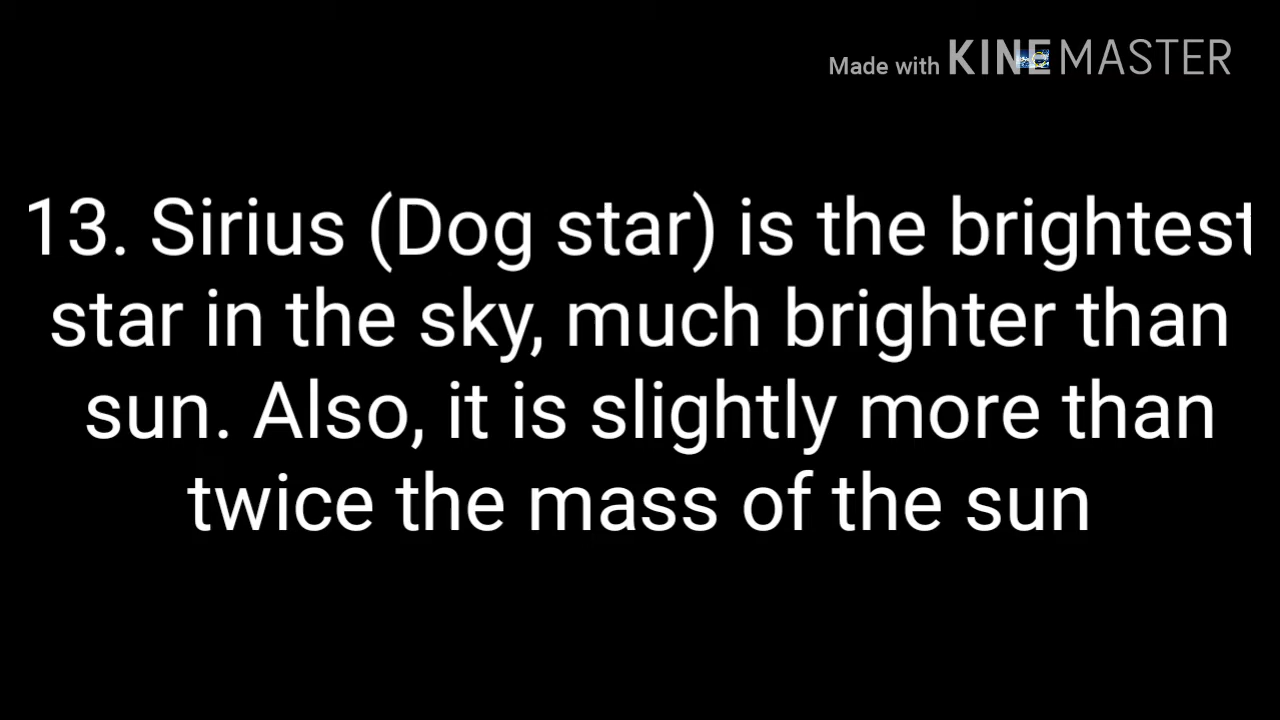 Made with KINEMASTER
13. Sirius (Dog star) is the brightest
star in the sky, much brighter than
sun. Also, it is slightly more than
twice the mass of the sun